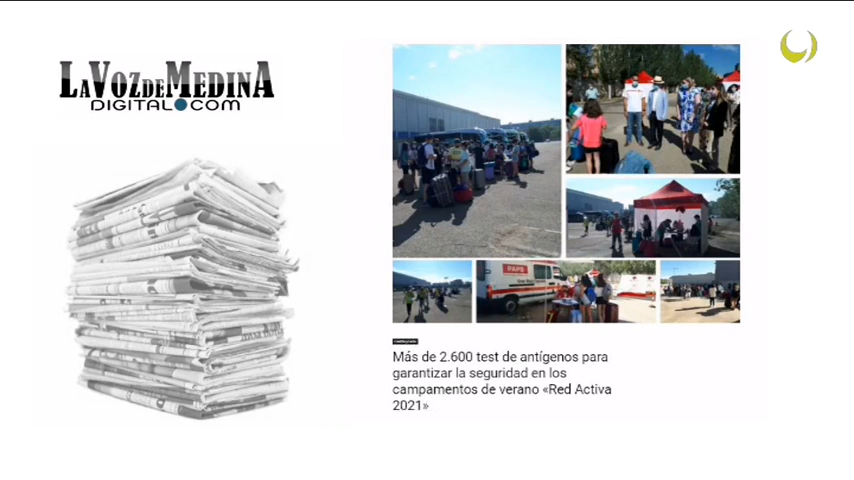 LAVOZDEMEDINA
DIGITAL.COM
PAPS
Más de 2.600 test de antígenos para
garantizar la seguridad en los
campamentos de verano «Red Activa
2021»